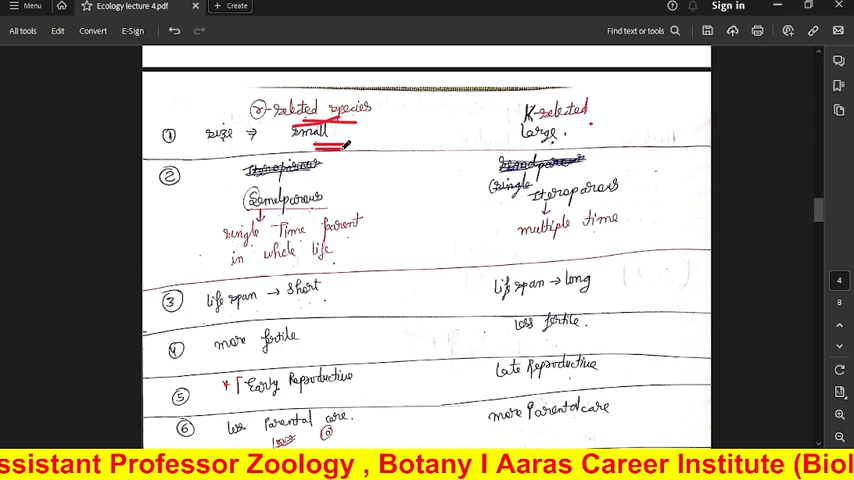 Menu
Ecology lecture 4.pdf
Create
Sign in
All tools
Edit
Convert
E-Sign
Find text or tools
r-selected species
K-selected
1 size ⇒ small
Large.
2
Semelparous
(single
Iteroparous
single Time parent
in whole life
multiple time
3 life span → short
life span → long
4 more fertile
less fertile.
5 Early Reproductive
Late Reproductive
6 less Parental care.
more Parental care
4
8
ssistant Professor Zoology , Botany I Aaras Career Institute (Biol